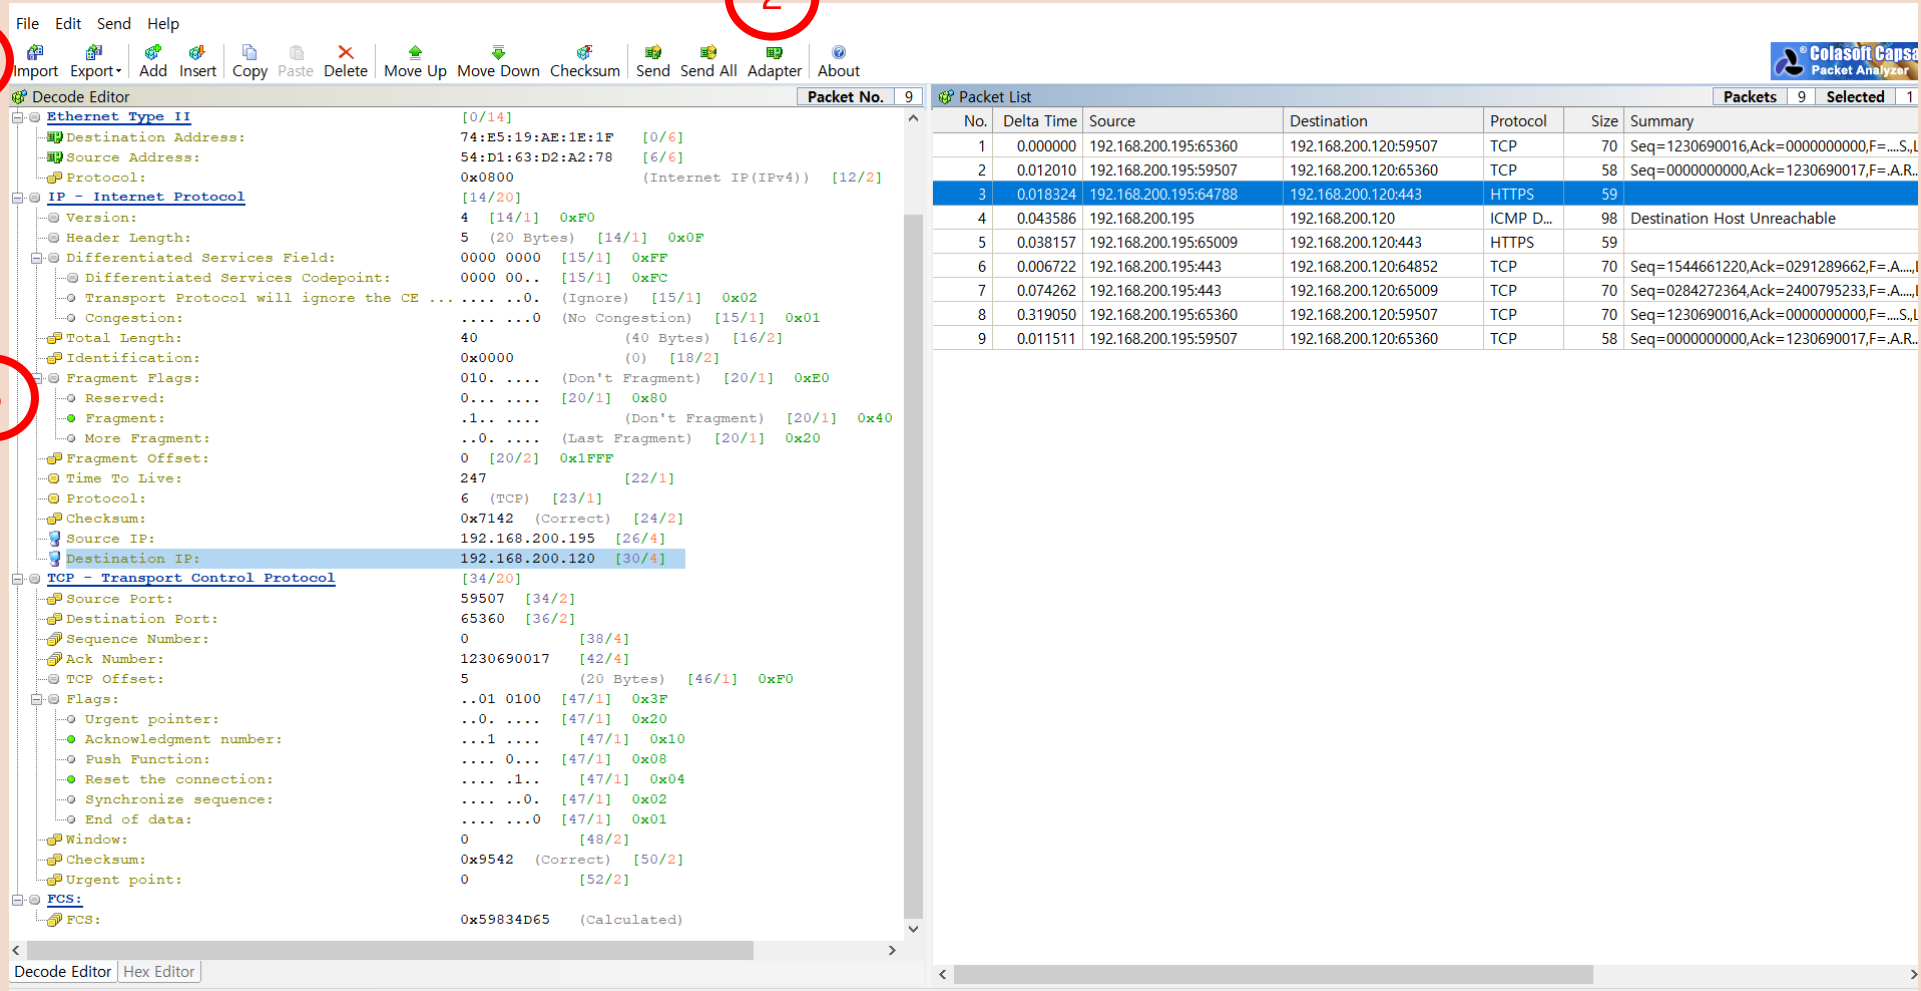 2
File Edit Send Help
Import Export Add Insert Copy Paste Delete Move Up Move Down Checksum Send Send All Adapter About
Colasoft Capsa
Packet Analyzer
Decode Editor Packet No. 9
Ethernet Type II [0/14]
Destination Address: 74:E5:19:AE:1E:1F [0/6]
Source Address: 54:D1:63:D2:A2:78 [6/6]
Protocol: 0x0800 (Internet IP(IPv4)) [12/2]
IP - Internet Protocol [14/20]
Version: 4 [14/1] 0xF0
Header Length: 5 (20 Bytes) [14/1] 0x0F
Differentiated Services Field: 0000 0000 [15/1] 0xFF
Differentiated Services Codepoint: 0000 00.. [15/1] 0xFC
Transport Protocol will ignore the CE ... .... ..0. (Ignore) [15/1] 0x02
Congestion: .... ...0 (No Congestion) [15/1] 0x01
Total Length: 40 (40 Bytes) [16/2]
Identification: 0x0000 (0) [18/2]
Fragment Flags: 010. .... (Don't Fragment) [20/1] 0xE0
Reserved: 0... .... [20/1] 0x80
Fragment: .1.. .... (Don't Fragment) [20/1] 0x40
More Fragment: ..0. .... (Last Fragment) [20/1] 0x20
Fragment Offset: 0 [20/2] 0x1FFF
Time To Live: 247 [22/1]
Protocol: 6 (TCP) [23/1]
Checksum: 0x7142 (Correct) [24/2]
Source IP: 192.168.200.195 [26/4]
Destination IP: 192.168.200.120 [30/4]
TCP - Transport Control Protocol [34/20]
Source Port: 59507 [34/2]
Destination Port: 65360 [36/2]
Sequence Number: 0 [38/4]
Ack Number: 1230690017 [42/4]
TCP Offset: 5 (20 Bytes) [46/1] 0xF0
Flags: ..01 0100 [47/1] 0x3F
Urgent pointer: ..0. .... [47/1] 0x20
Acknowledgment number: ...1 .... [47/1] 0x10
Push Function: .... 0... [47/1] 0x08
Reset the connection: .... .1.. [47/1] 0x04
Synchronize sequence: .... ..0. [47/1] 0x02
End of data: .... ...0 [47/1] 0x01
Window: 0 [48/2]
Checksum: 0x9542 (Correct) [50/2]
Urgent point: 0 [52/2]
FCS:
FCS: 0x59834D65 (Calculated)
Decode Editor Hex Editor
Packet List Packets 9 Selected 1
No. Delta Time Source Destination Protocol Size Summary
1 0.000000 192.168.200.195:65360 192.168.200.120:59507 TCP 70 Seq=1230690016,Ack=0000000000,F=....S.,L
2 0.012010 192.168.200.195:59507 192.168.200.120:65360 TCP 58 Seq=0000000000,Ack=1230690017,F=.A.R..
3 0.018324 192.168.200.195:64788 192.168.200.120:443 HTTPS 59
4 0.043586 192.168.200.195 192.168.200.120 ICMP D... 98 Destination Host Unreachable
5 0.038157 192.168.200.195:65009 192.168.200.120:443 HTTPS 59
6 0.006722 192.168.200.195:443 192.168.200.120:64852 TCP 70 Seq=1544661220,Ack=0291289662,F=.A....,L
7 0.074262 192.168.200.195:443 192.168.200.120:65009 TCP 70 Seq=0284272364,Ack=2400795233,F=.A....,L
8 0.319050 192.168.200.195:65360 192.168.200.120:59507 TCP 70 Seq=1230690016,Ack=0000000000,F=....S.,L
9 0.011511 192.168.200.195:59507 192.168.200.120:65360 TCP 58 Seq=0000000000,Ack=1230690017,F=.A.R..